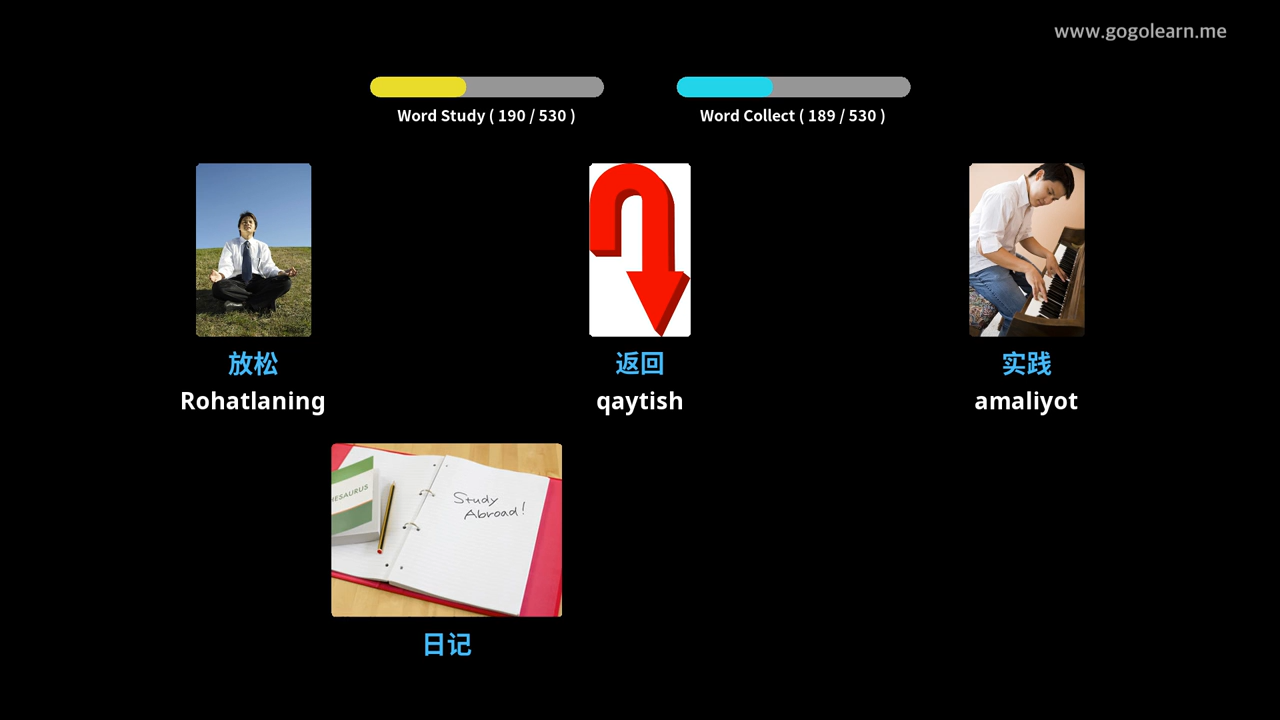 www.gogolearn.me
Word Study ( 190 / 530 )
Word Collect ( 189 / 530 )
放松
Rohatlaning
返回
qaytish
实践
amaliyot
HESAURUS
Study
Abroad!
日记